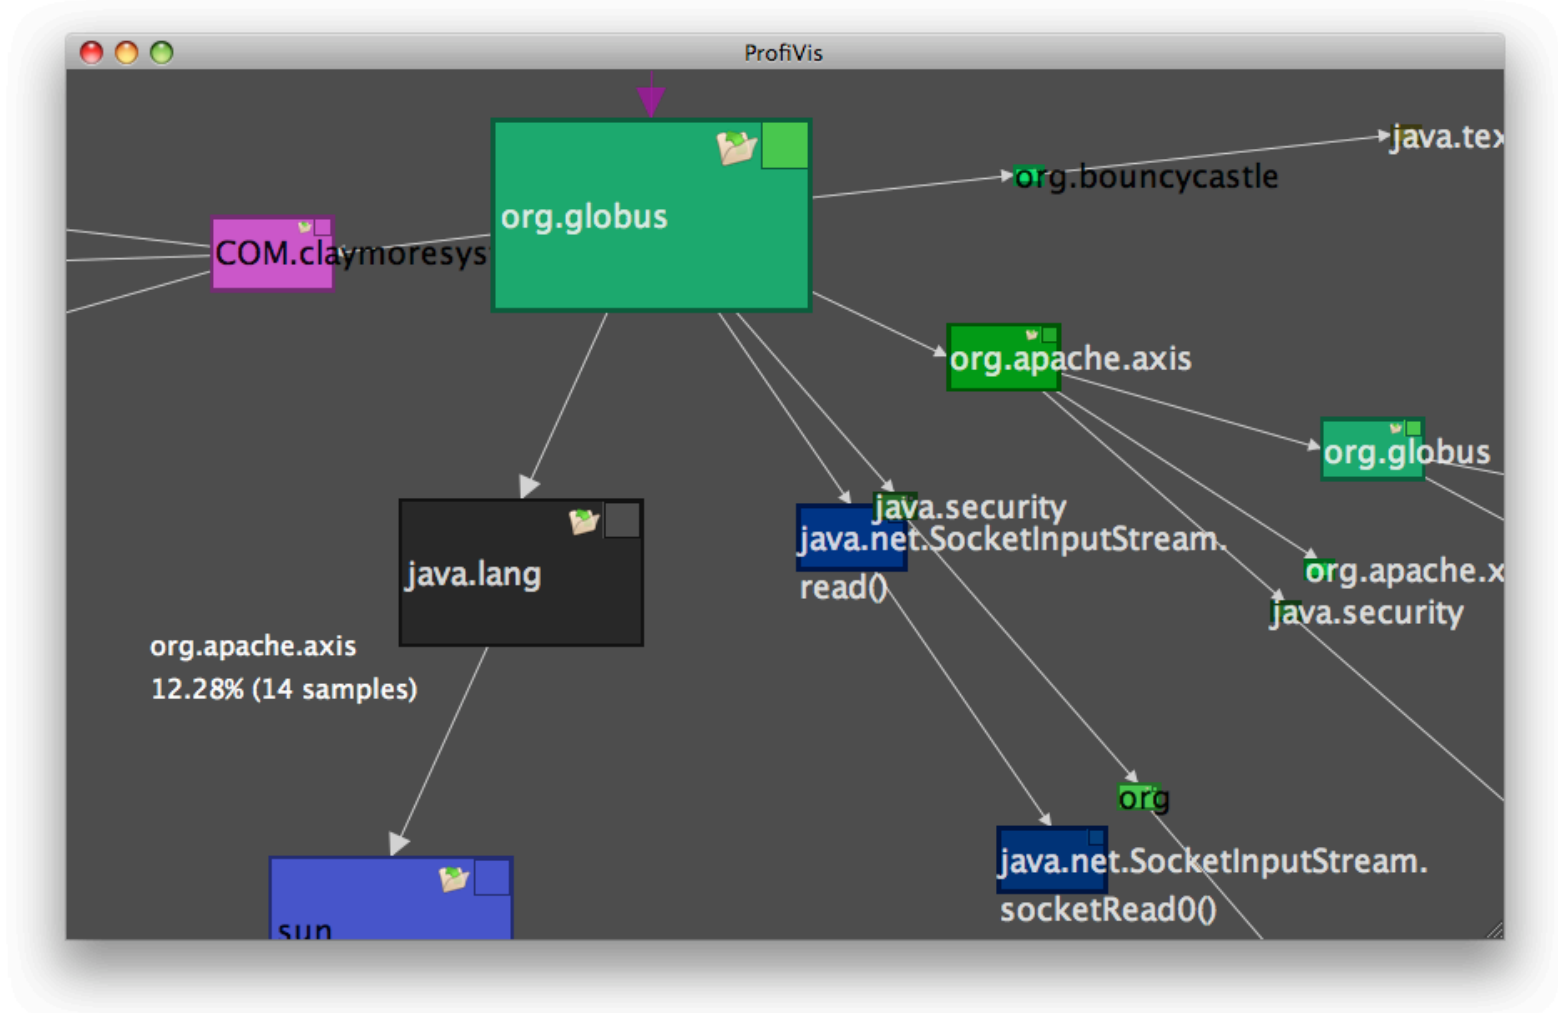 ProfiVis
java.tex
org.bouncycastle
org.globus
COM.claymoresys
org.apache.axis
org.globus
java.security
java.net.SocketInputStream.
read()
java.lang
org.apache.x
java.security
org.apache.axis
12.28% (14 samples)
org
java.net.SocketInputStream.
socketRead0()
sun